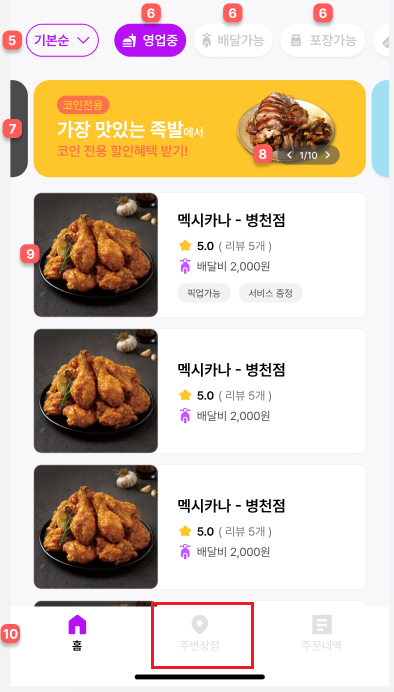 6 6 6
5 기본순 영업중 배달가능 포장가능
코인전용
7 가장 맛있는 족발에서
코인 전용 할인혜택 받기!
8 1/10
멕시카나 - 병천점
9 5.0 ( 리뷰 5개 )
배달비 2,000원
픽업가능 서비스 증정
멕시카나 - 병천점
5.0 ( 리뷰 5개 )
배달비 2,000원
멕시카나 - 병천점
5.0 ( 리뷰 5개 )
배달비 2,000원
10 홈 주변상점 주문내역